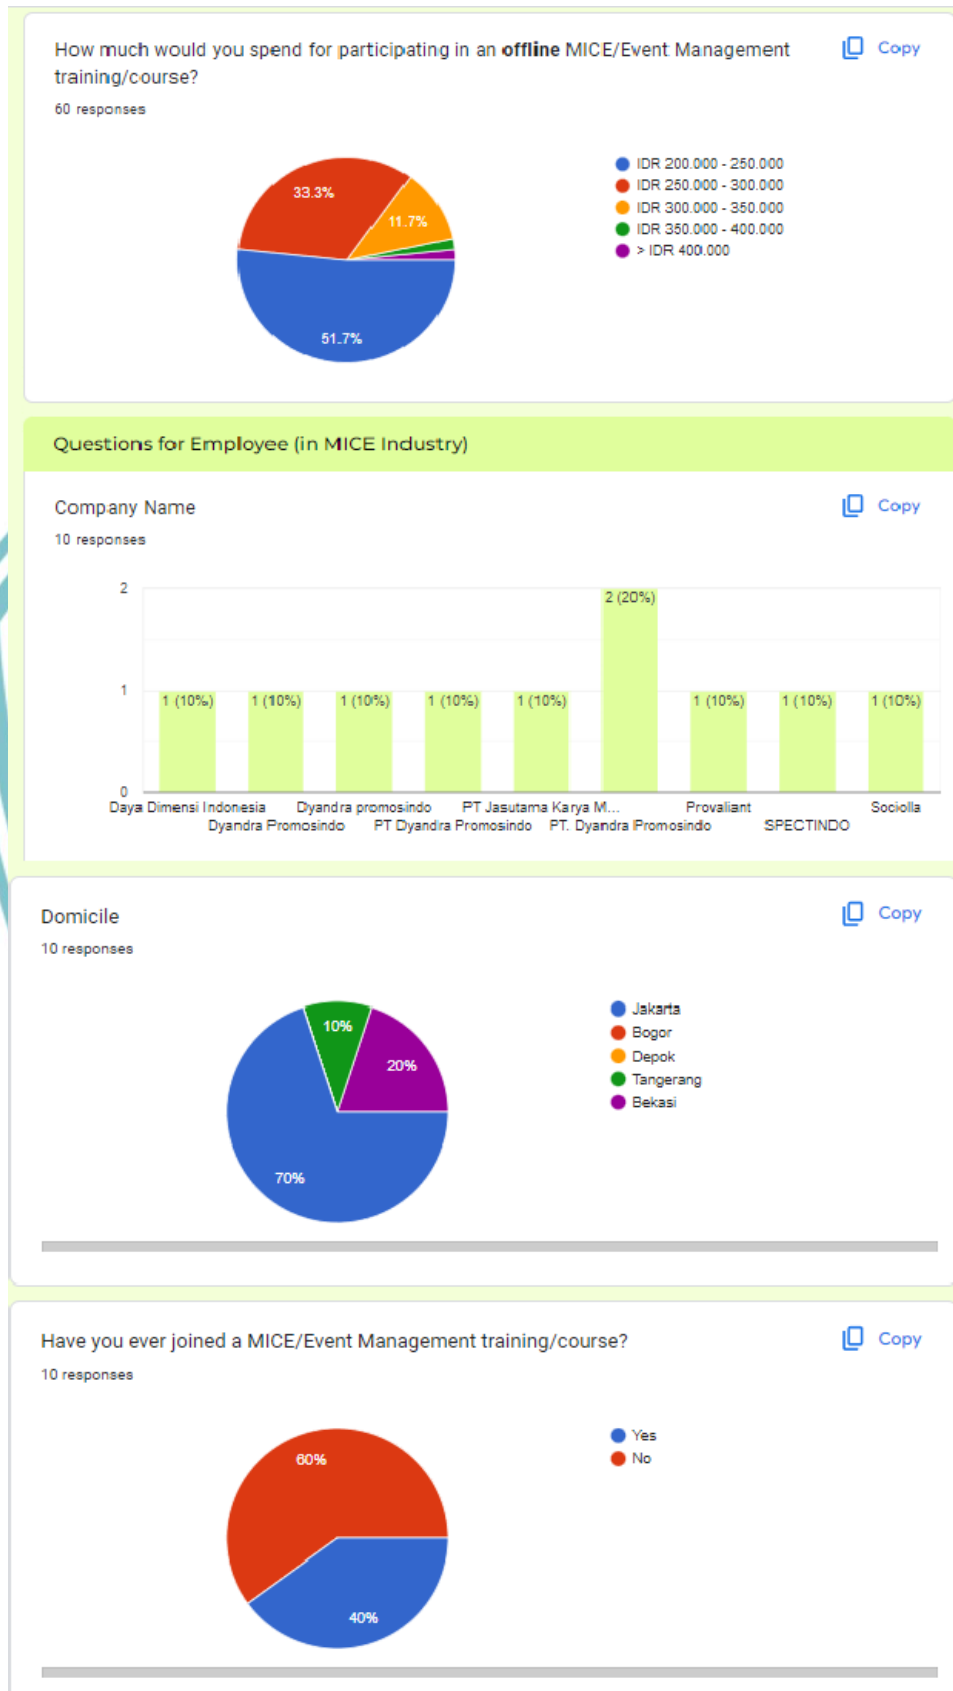 How much would you spend for participating in an offline MICE/Event Management
training/course?
Copy
60 responses
33.3%
11.7%
51.7%
IDR 200.000 - 250.000
IDR 250.000 - 300.000
IDR 300.000 - 350.000
IDR 350.000 - 400.000
> IDR 400.000
Questions for Employee (in MICE Industry)
Company Name
Copy
10 responses
2
1
0
1 (10%)
1 (10%)
1 (10%)
1 (10%)
1 (10%)
2 (20%)
1 (10%)
1 (10%)
1 (10%)
Daya Dimensi Indonesia
Dyandra Promosindo
Dyandra promosindo
PT Dyandra Promosindo
PT Jasutama Karya M...
PT. Dyandra Promosindo
Provaliant
SPECTINDO
Sociolla
Domicile
Copy
10 responses
10%
20%
70%
Jakarta
Bogor
Depok
Tangerang
Bekasi
Have you ever joined a MICE/Event Management training/course?
Copy
10 responses
60%
40%
Yes
No